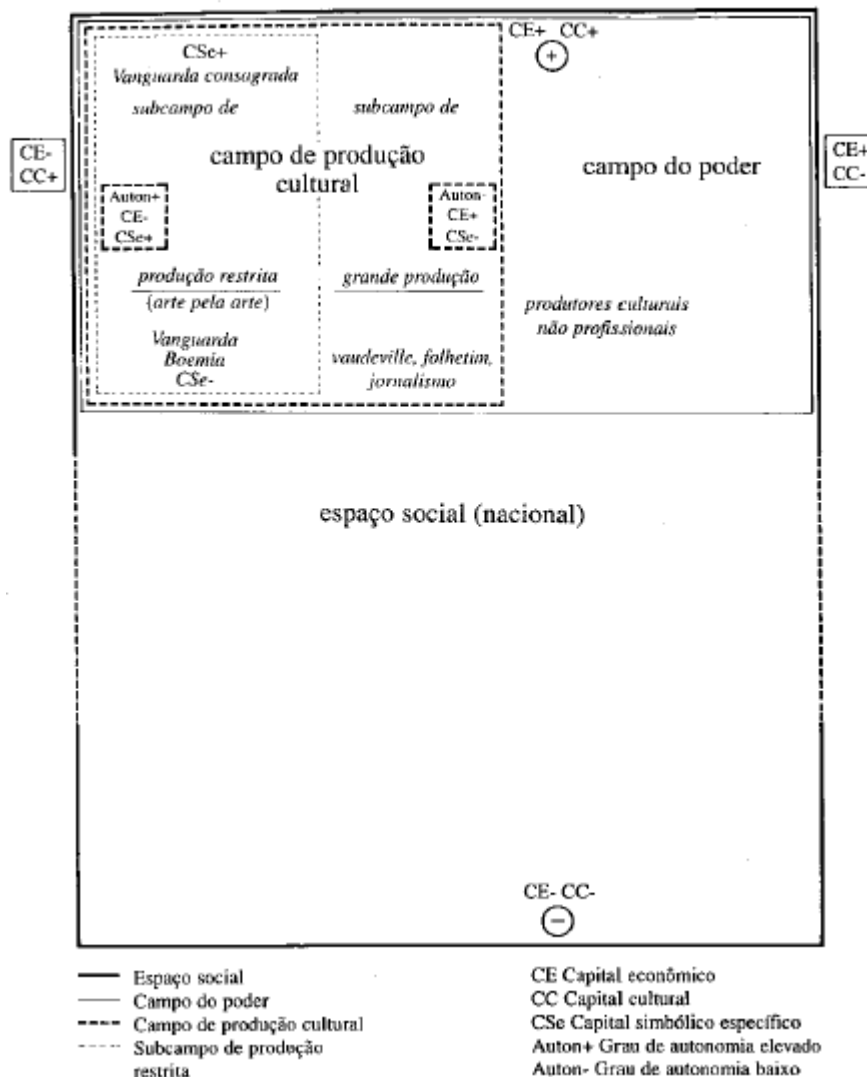 CE+ CC+
+
CSe+
Vanguarda consagrada
subcampo de
subcampo de
CE-
CC+
campo de produção
cultural
campo do poder
CE+
CC-
Auton+
CE-
CSe+
Auton-
CE+
CSe-
produção restrita
(arte pela arte)
grande produção
produtores culturais
não profissionais
Vanguarda
Boemia
CSe-
vaudeville, folhetim,
jornalismo
espaço social (nacional)
CE- CC-
−
Espaço social
Campo do poder
Campo de produção cultural
Subcampo de produção
restrita
CE Capital econômico
CC Capital cultural
CSe Capital simbólico específico
Auton+ Grau de autonomia elevado
Auton- Grau de autonomia baixo